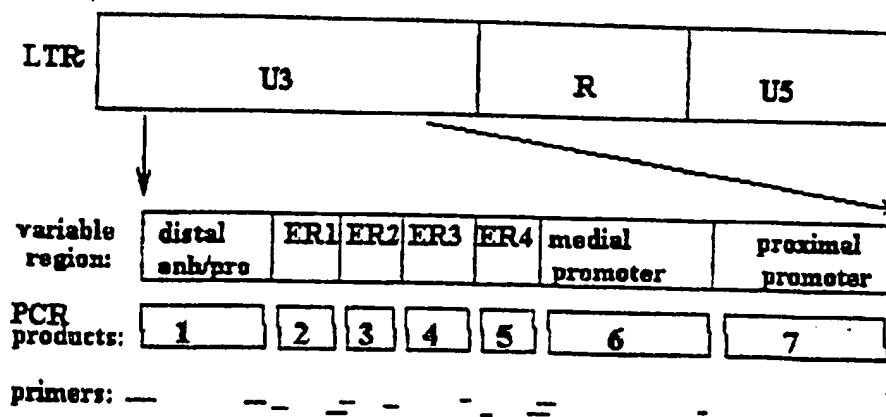 LTR:
U3 R U5
variable region:
distal enh/pro
ER1 ER2 ER3 ER4
medial promoter
proximal promoter
PCR products:
1 2 3 4 5 6 7
primers: